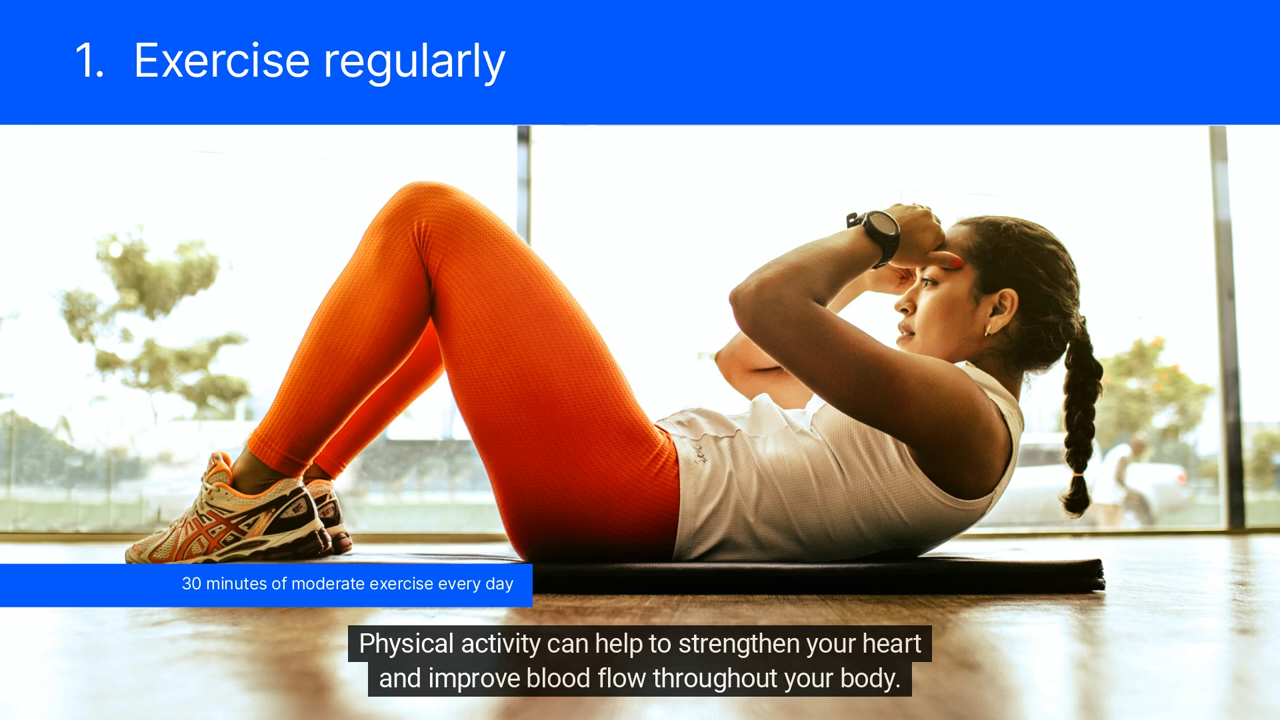 1. Exercise regularly
30 minutes of moderate exercise every day
Physical activity can help to strengthen your heart
and improve blood flow throughout your body.